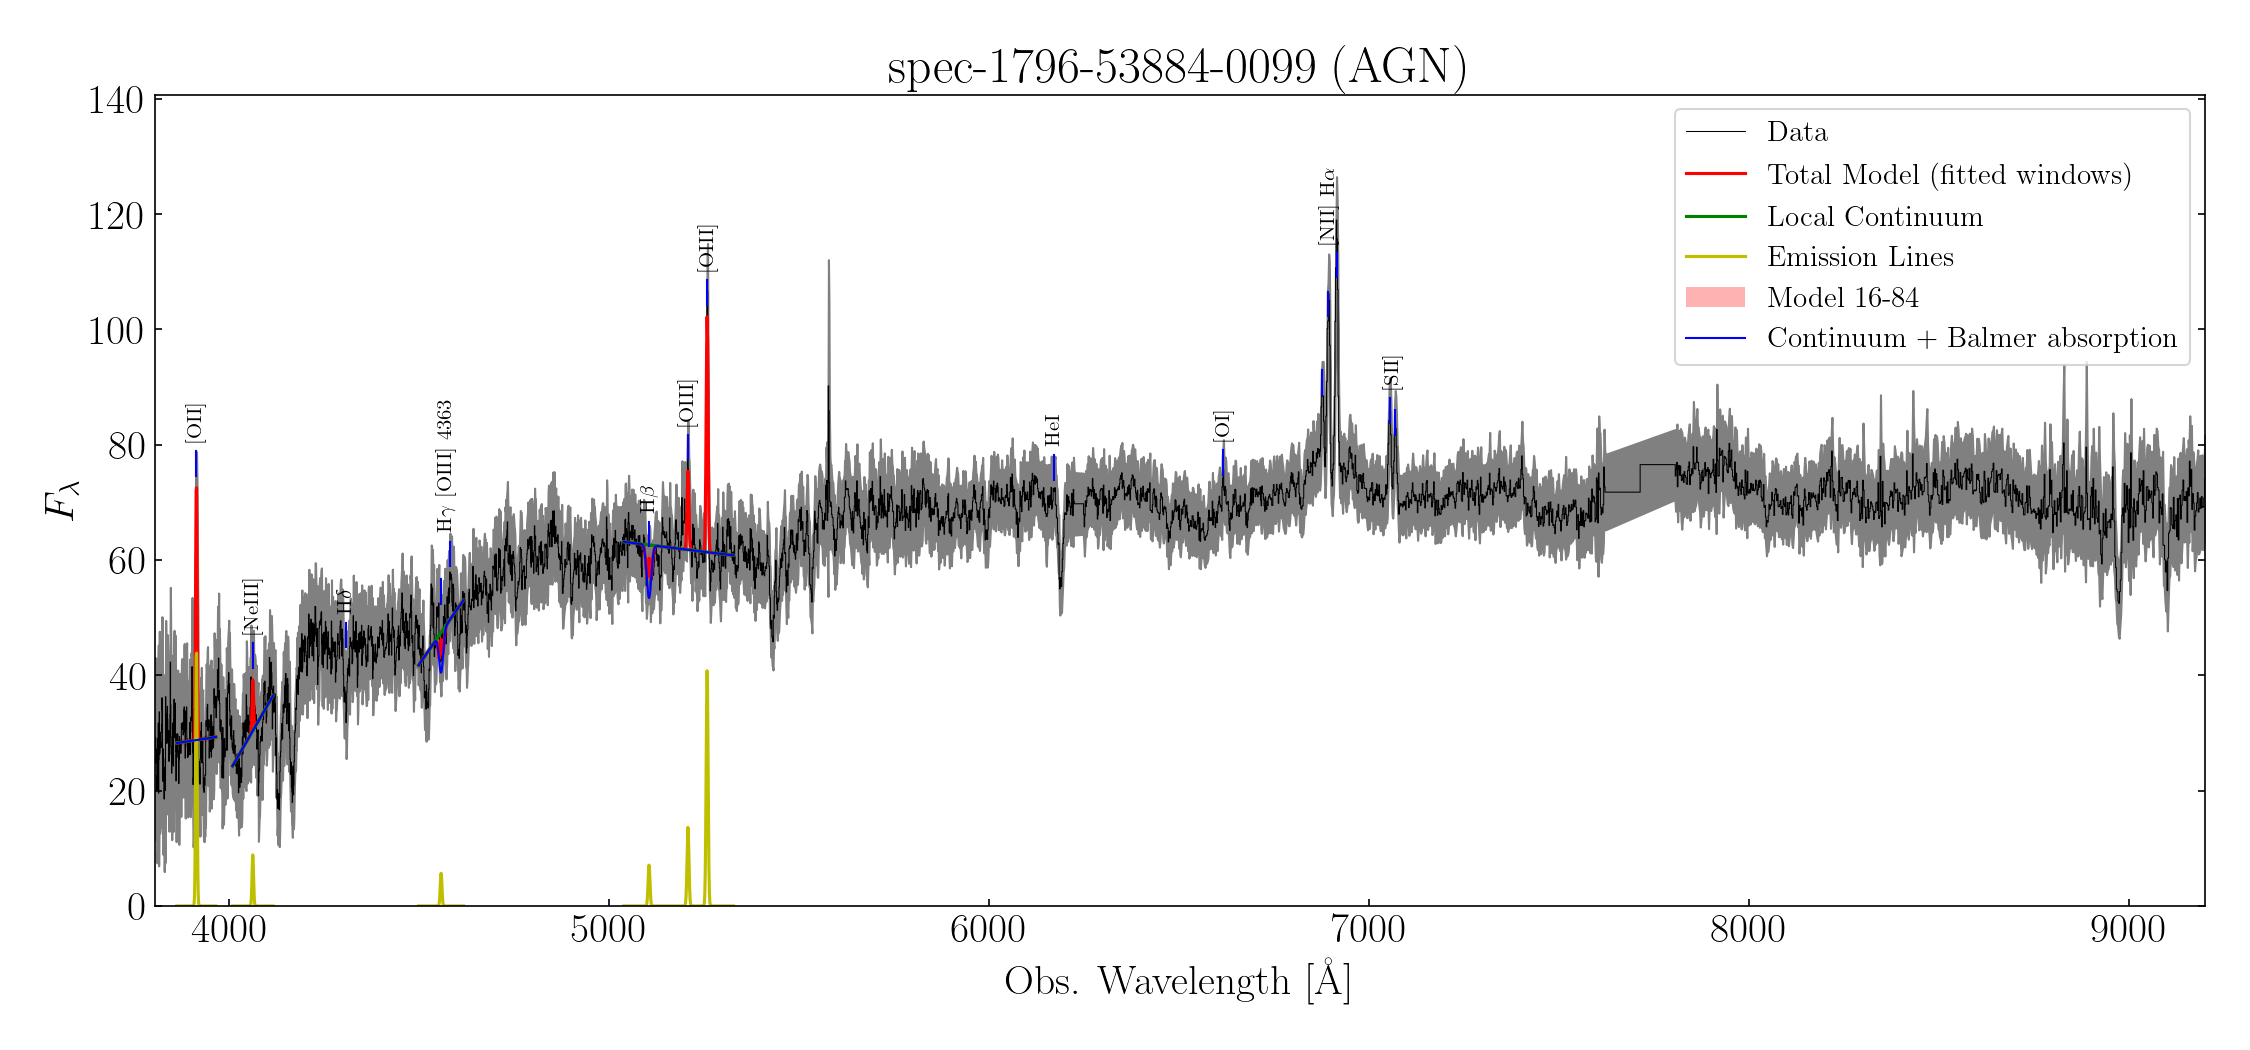 spec-1796-53884-0099 (AGN)
140
120
100
80
60
40
20
0
F_λ
[OII]
[NeIII]
Hδ
Hγ [OIII] 4363
Hβ
[OIII]
[OIII]
HeI
[OI]
[NII] Hα
[SII]
Data
Total Model (fitted windows)
Local Continuum
Emission Lines
Model 16-84
Continuum + Balmer absorption
4000 5000 6000 7000 8000 9000
Obs. Wavelength [Å]